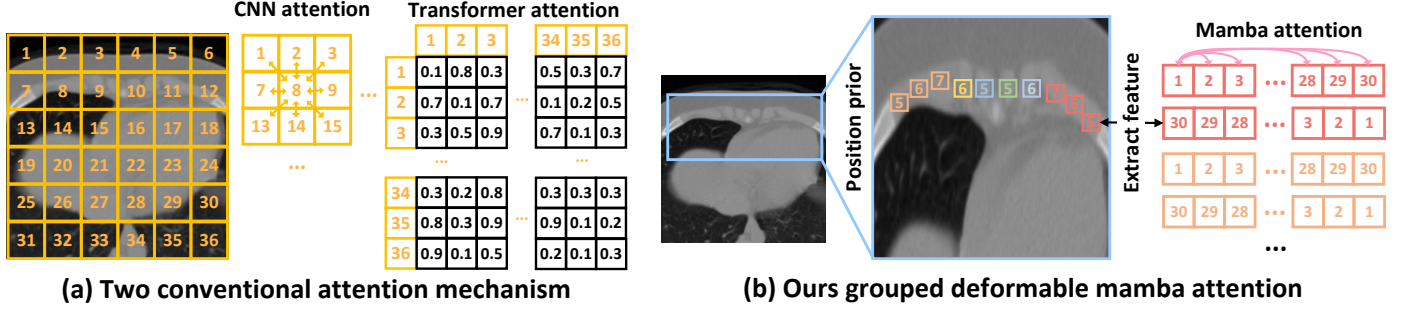 CNN attention
Transformer attention
Mamba attention
1 2 3 4 5 6
7 8 9 10 11 12
13 14 15 16 17 18
19 20 21 22 23 24
25 26 27 28 29 30
31 32 33 34 35 36
1 2 3
7 8 9
13 14 15
...
...
1 2 3 34 35 36
1 0.1 0.8 0.3 0.5 0.3 0.7
2 0.7 0.1 0.7 ... 0.1 0.2 0.5
3 0.3 0.5 0.9 0.7 0.1 0.3
... ...
34 0.3 0.2 0.8 0.3 0.3 0.3
35 0.8 0.3 0.9 ... 0.9 0.1 0.2
36 0.9 0.1 0.5 0.2 0.1 0.3
(a) Two conventional attention mechanism
Position prior
5 6 7 6 5 5 6 7 6
Extract feature
1 2 3 ... 28 29 30
30 29 28 ... 3 2 1
1 2 3 ... 28 29 30
30 29 28 ... 3 2 1
...
(b) Ours grouped deformable mamba attention